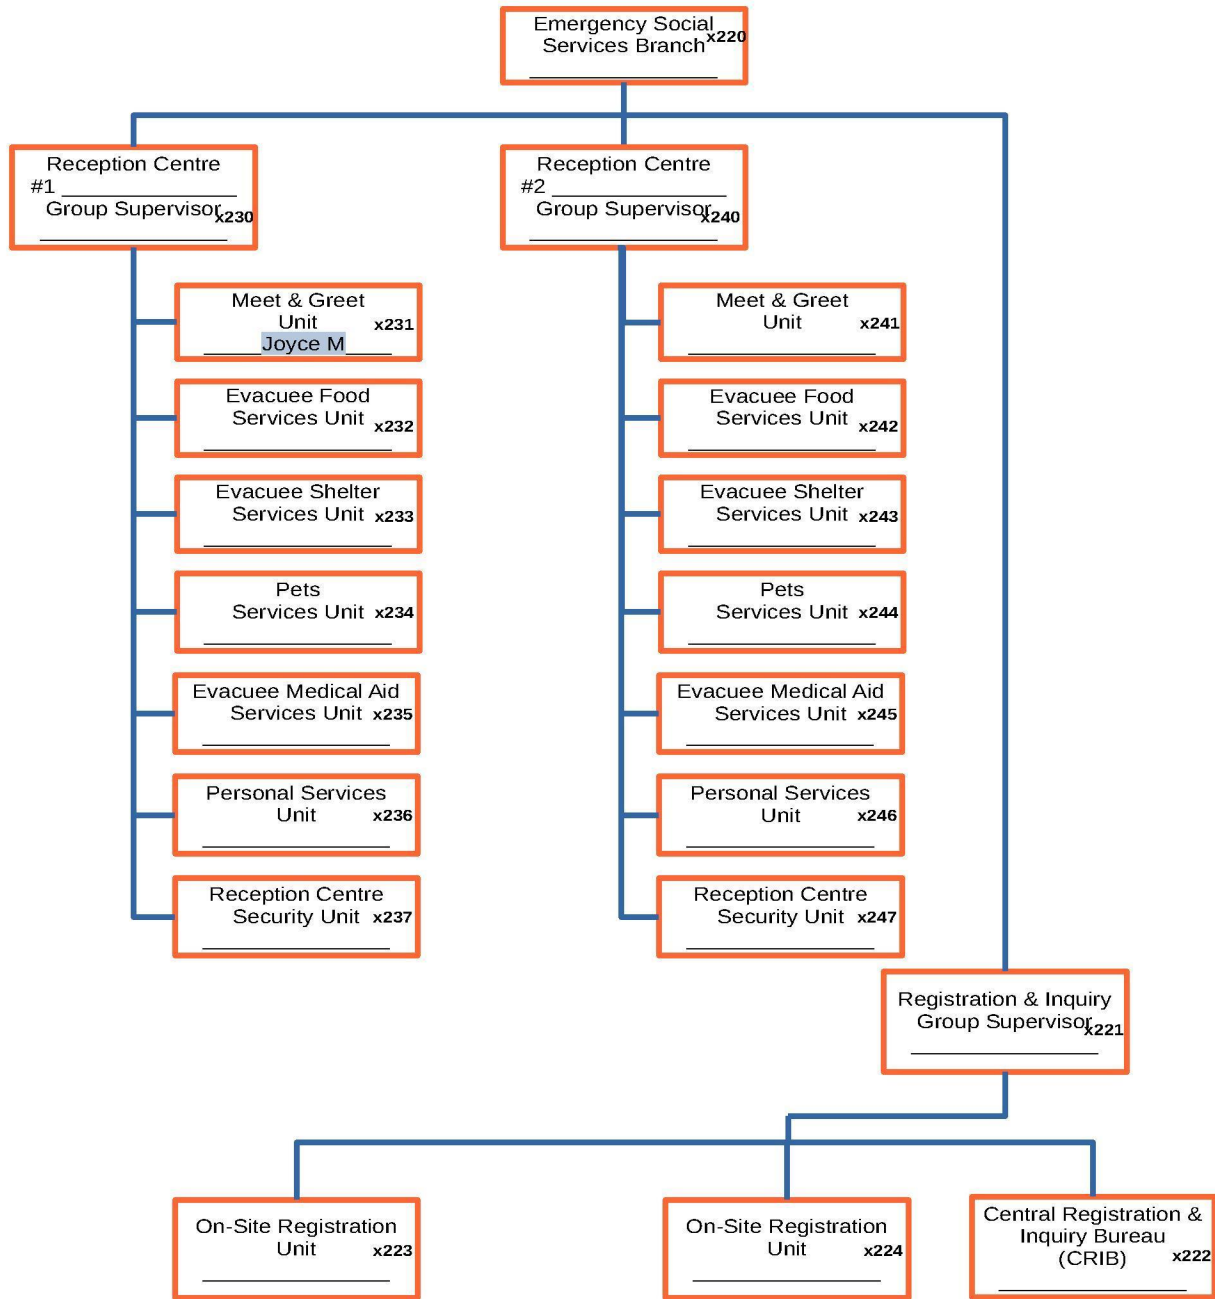 Emergency Social
Services Branch x220
Reception Centre
#1 __________________
Group Supervisor x230
Reception Centre
#2 __________________
Group Supervisor x240
Meet & Greet
Unit x231
Joyce M
Evacuee Food
Services Unit x232
Evacuee Shelter
Services Unit x233
Pets
Services Unit x234
Evacuee Medical Aid
Services Unit x235
Personal Services
Unit x236
Reception Centre
Security Unit x237
Meet & Greet
Unit x241
Evacuee Food
Services Unit x242
Evacuee Shelter
Services Unit x243
Pets
Services Unit x244
Evacuee Medical Aid
Services Unit x245
Personal Services
Unit x246
Reception Centre
Security Unit x247
Registration & Inquiry
Group Supervisor x221
On-Site Registration
Unit x223
On-Site Registration
Unit x224
Central Registration &
Inquiry Bureau
(CRIB) x222